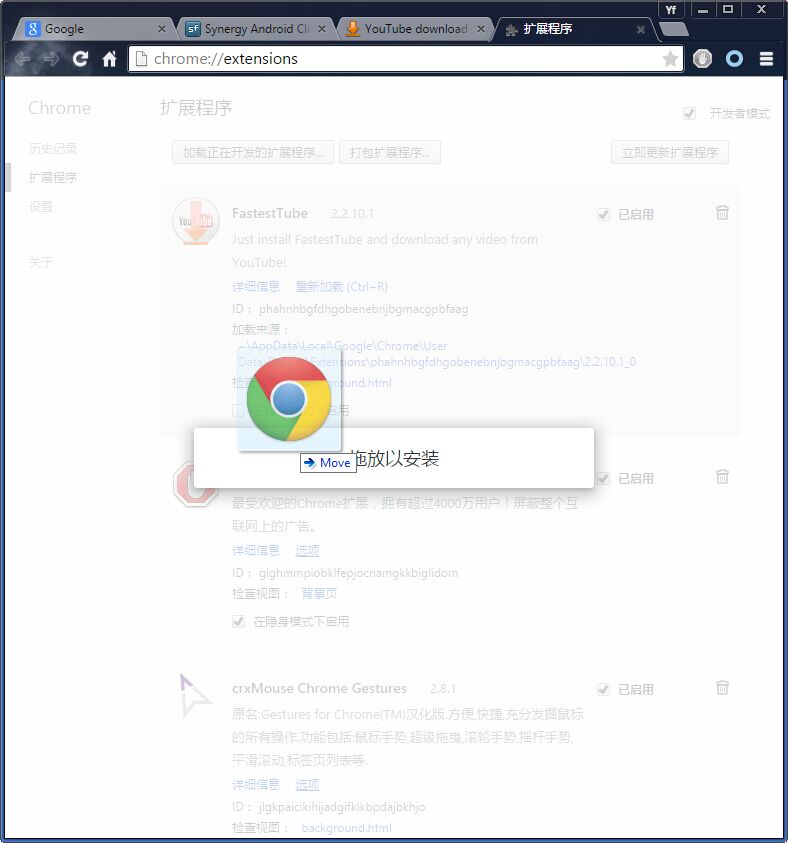 Yf
Google
Synergy Android Cli
YouTube download
扩展程序
chrome://extensions
Chrome
扩展程序
开发者模式
历史记录
扩展程序
设置
关于
加载正在开发的扩展程序...
打包扩展程序...
立即更新扩展程序
FastestTube 2.2.10.1
已启用
Just install FastestTube and download any video from
YouTube!
详细信息 重新加载 (Ctrl+R)
ID： phahnhbgfdhgobenebnjbgmacgpbfaag
加载来源：
~\AppData\Local\Google\Chrome\User
Extensions\phahnhbgfdhgobenebnjbgmacgpbfaag\2.2.10.1_0
background.html
Move
拖放以安装
已启用
最受欢迎的Chrome扩展，拥有超过4000万用户！屏蔽整个互
联网上的广告。
详细信息 选项
ID： gighmmpiobklfepjocnamgkkbiglidom
检查视图： 背景页
在隐身模式下启用
crxMouse Chrome Gestures 2.8.1
已启用
原名:Gestures for Chrome(TM)汉化版.方便,快捷,充分发掘鼠标
的所有操作.功能包括:鼠标手势,超级拖曳,滚轮手势,摇杆手势,
平滑滚动,标签页列表等.
详细信息 选项
ID： jlgkpaicikihijadgifklkbpdajbkhjo
检查视图： background.html